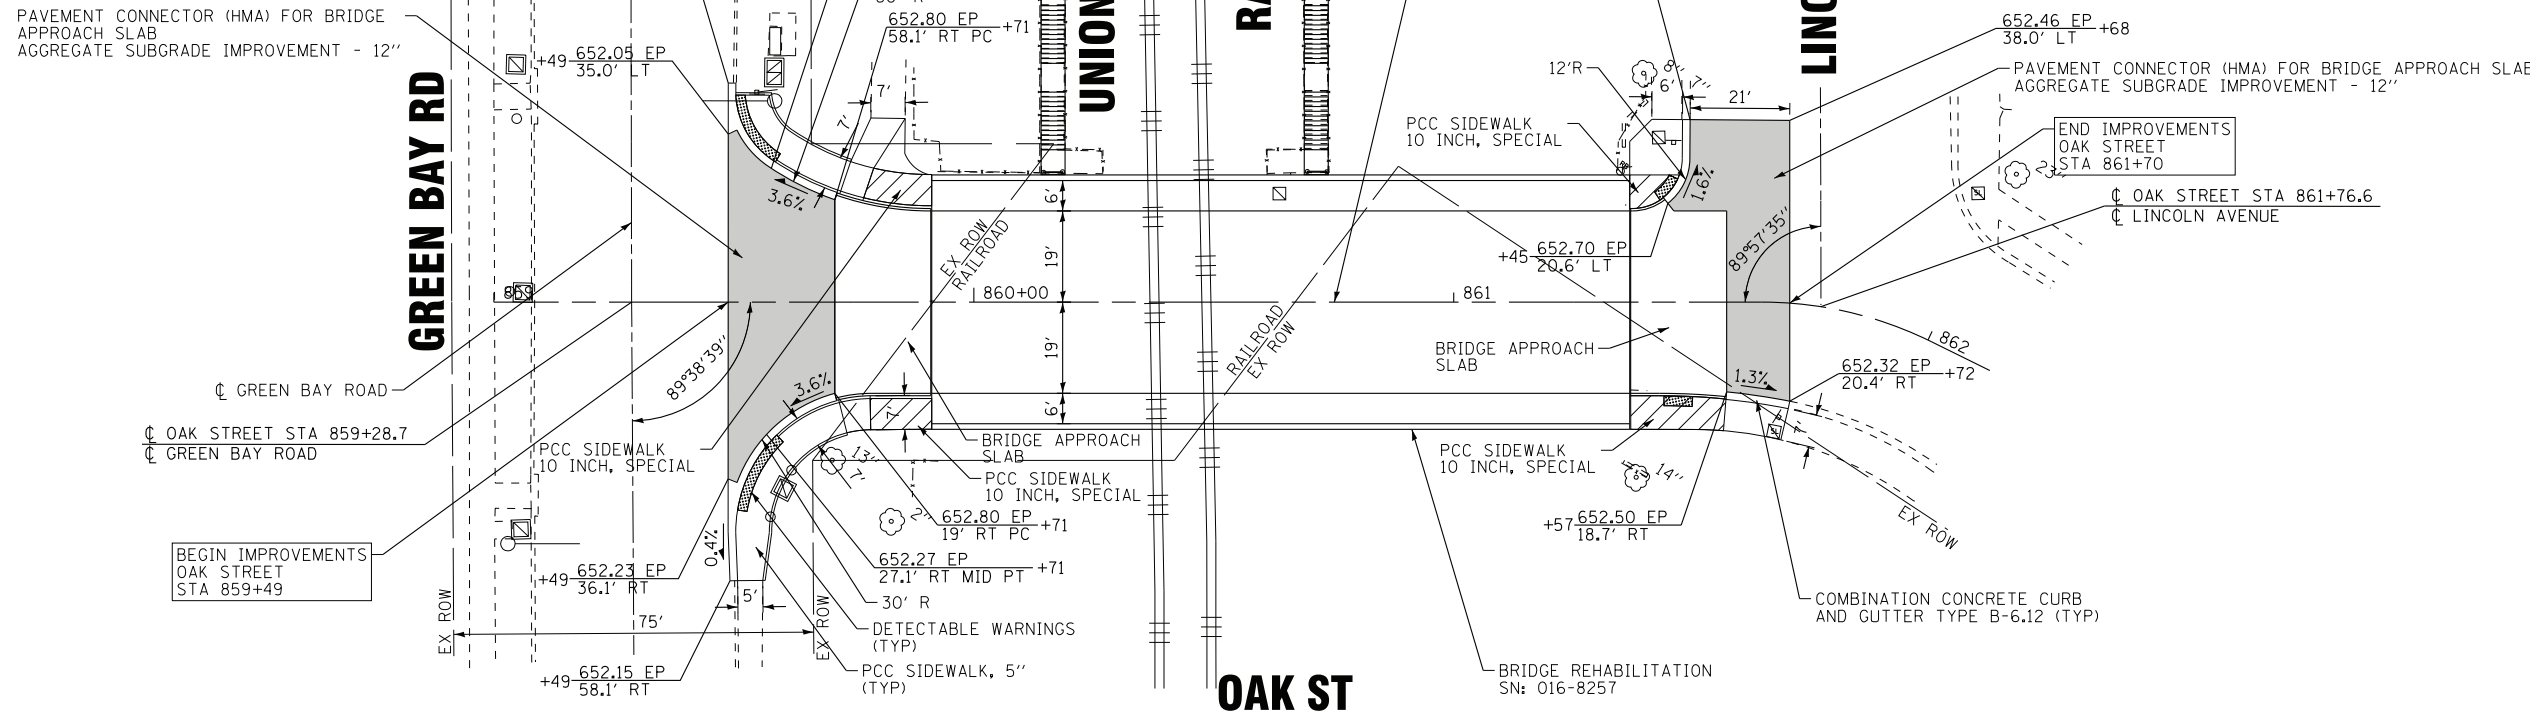 PAVEMENT CONNECTOR (HMA) FOR BRIDGE
APPROACH SLAB
AGGREGATE SUBGRADE IMPROVEMENT - 12''
GREEN BAY RD
+49
652.05 EP
35.0' LT
652.80 EP
58.1' RT PC
+71
UNION
RA
LINC
652.46 EP
38.0' LT
+68
PAVEMENT CONNECTOR (HMA) FOR BRIDGE APPROACH SLAB
AGGREGATE SUBGRADE IMPROVEMENT - 12''
12'R
8''
7''
6'
21'
7'
7'
PCC SIDEWALK
10 INCH, SPECIAL
END IMPROVEMENTS
OAK STREET
STA 861+70
℄ OAK STREET STA 861+76.6
℄ LINCOLN AVENUE
3.6%
1.6%
6'
19'
19'
6'
EX ROW
RAILROAD
+45
652.70 EP
20.6' LT
89°57'35''
859
860+00
861
862
RAILROAD
EX ROW
BRIDGE APPROACH
SLAB
89°38'39''
3.6%
1.3%
652.32 EP
20.4' RT
+72
℄ GREEN BAY ROAD
℄ OAK STREET STA 859+28.7
℄ GREEN BAY ROAD
PCC SIDEWALK
10 INCH, SPECIAL
7'
BRIDGE APPROACH
SLAB
13''
7'
PCC SIDEWALK
10 INCH, SPECIAL
PCC SIDEWALK
10 INCH, SPECIAL
14''
2''
652.80 EP
19' RT PC
+71
+57
652.50 EP
18.7' RT
EX ROW
BEGIN IMPROVEMENTS
OAK STREET
STA 859+49
0.4%
+49
652.23 EP
36.1' RT
652.27 EP
27.1' RT MID PT
+71
5'
30' R
EX ROW
75'
EX ROW
DETECTABLE WARNINGS
(TYP)
COMBINATION CONCRETE CURB
AND GUTTER TYPE B-6.12 (TYP)
+49
652.15 EP
58.1' RT
PCC SIDEWALK, 5''
(TYP)
BRIDGE REHABILITATION
SN: 016-8257
OAK ST